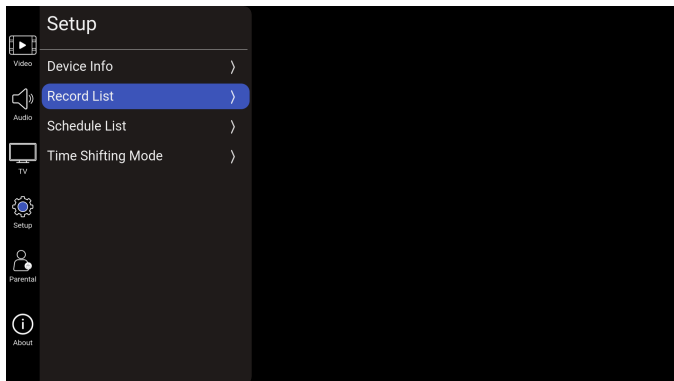 Setup
Device Info
Record List
Schedule List
Time Shifting Mode
Video
Audio
TV
Setup
Parental
About